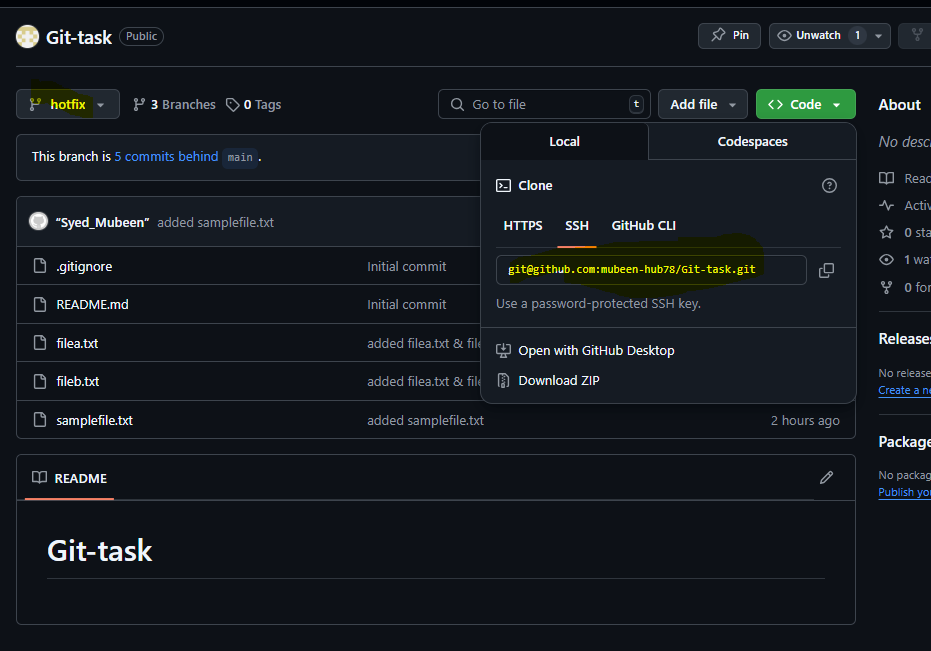 Git-task Public Pin Unwatch 1
hotfix 3 Branches 0 Tags Go to file t Add file <> Code About
This branch is 5 commits behind main .
Local Codespaces
Clone ?
HTTPS SSH GitHub CLI
git@github.com:mubeen-hub78/Git-task.git
Use a password-protected SSH key.
Open with GitHub Desktop
Download ZIP
"Syed_Mubeen" added samplefile.txt
.gitignore Initial commit
README.md Initial commit
filea.txt added filea.txt & file
fileb.txt added filea.txt & file
samplefile.txt added samplefile.txt 2 hours ago
README
Git-task
No desc
Read
Activ
0 sta
1 wat
0 for
Releases
No release
Create a ne
Package
No packag
Publish you